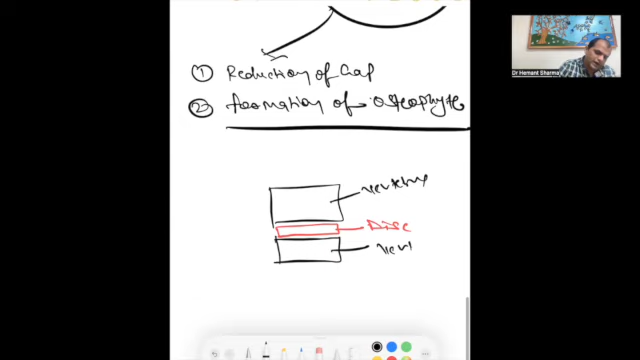 ① Reduction of Gap
② formation of osteophyte
vertebra
Disc
vert
Dr Hemant Sharma